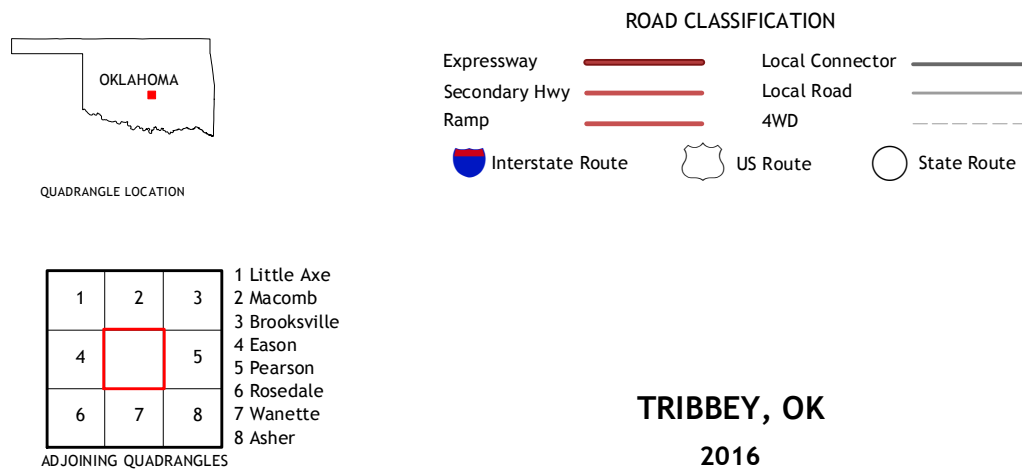 OKLAHOMA
QUADRANGLE LOCATION
ROAD CLASSIFICATION
Expressway
Local Connector
Secondary Hwy
Local Road
Ramp
4WD
Interstate Route
US Route
State Route
1
2
3
4
5
6
7
8
1 Little Axe
2 Macomb
3 Brooksville
4 Eason
5 Pearson
6 Rosedale
7 Wanette
8 Asher
ADJOINING QUADRANGLES
TRIBBEY, OK
2016